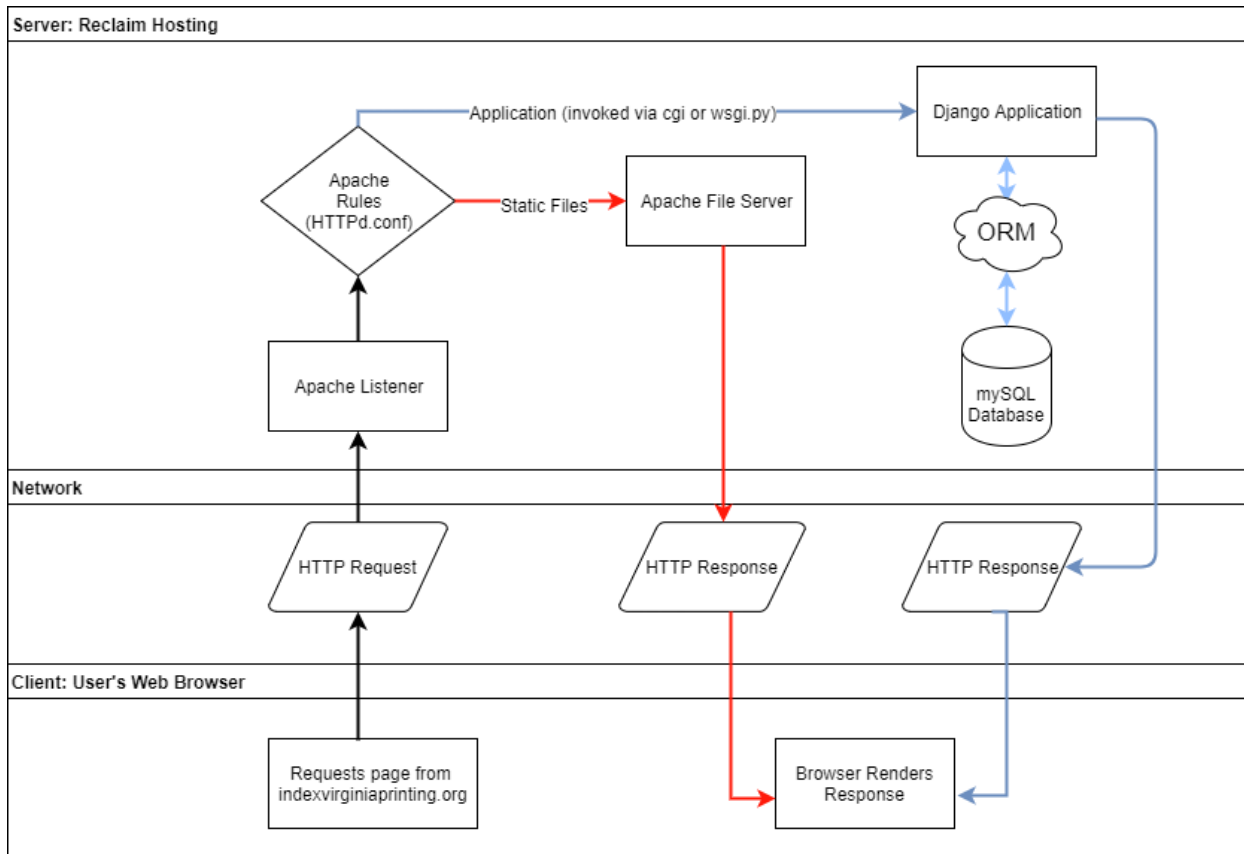 Server: Reclaim Hosting
Application (invoked via cgi or wsgi.py)
Django Application
Apache
Rules
(HTTPd.conf)
Static Files
Apache File Server
ORM
Apache Listener
mySQL
Database
Network
HTTP Request
HTTP Response
HTTP Response
Client: User's Web Browser
Requests page from
indexvirginiaprinting.org
Browser Renders
Response